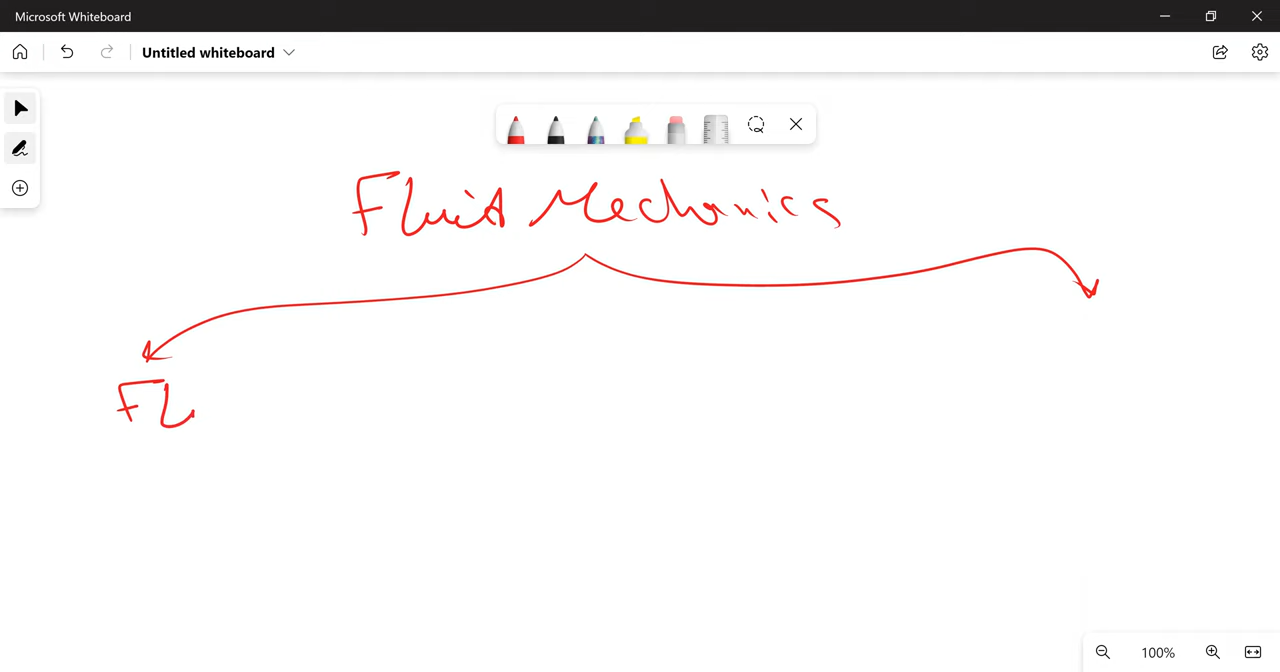 Microsoft Whiteboard
Untitled whiteboard
Fluid Mechanics
FL
100%